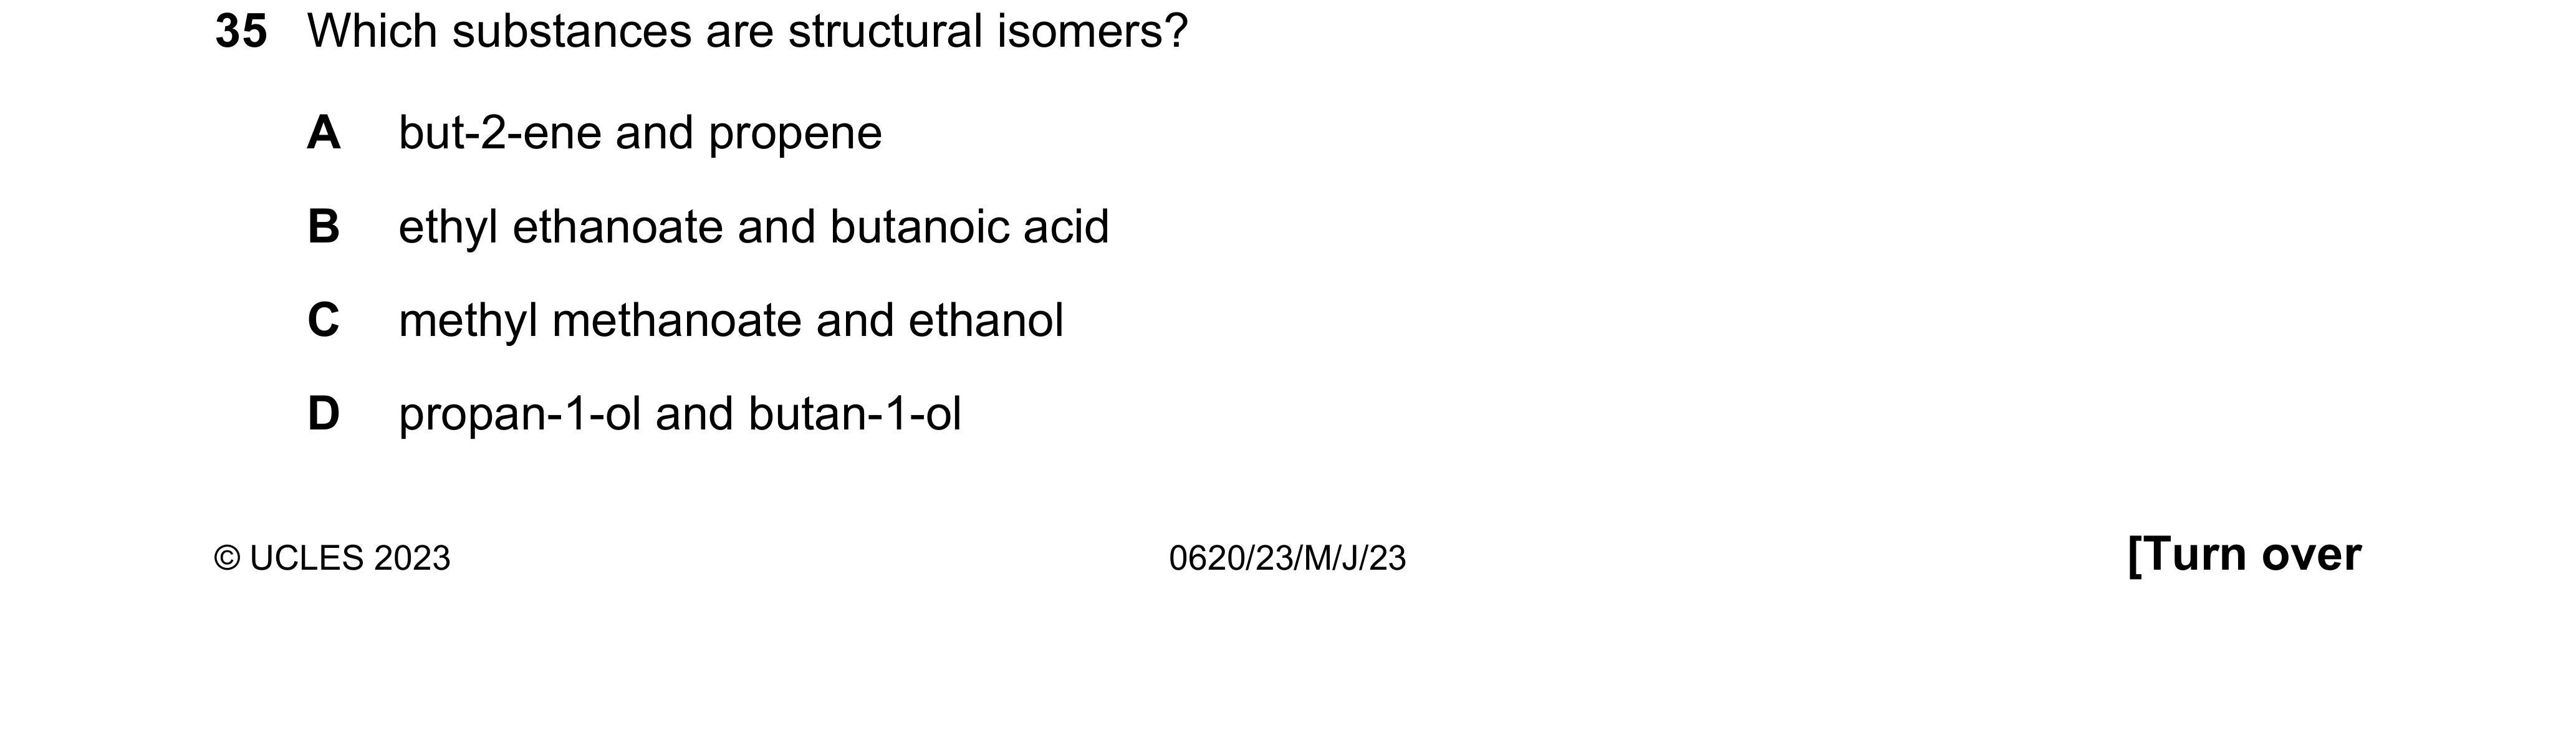 35 Which substances are structural isomers?
A but-2-ene and propene
B ethyl ethanoate and butanoic acid
C methyl methanoate and ethanol
D propan-1-ol and butan-1-ol
© UCLES 2023 0620/23/M/J/23 [Turn over